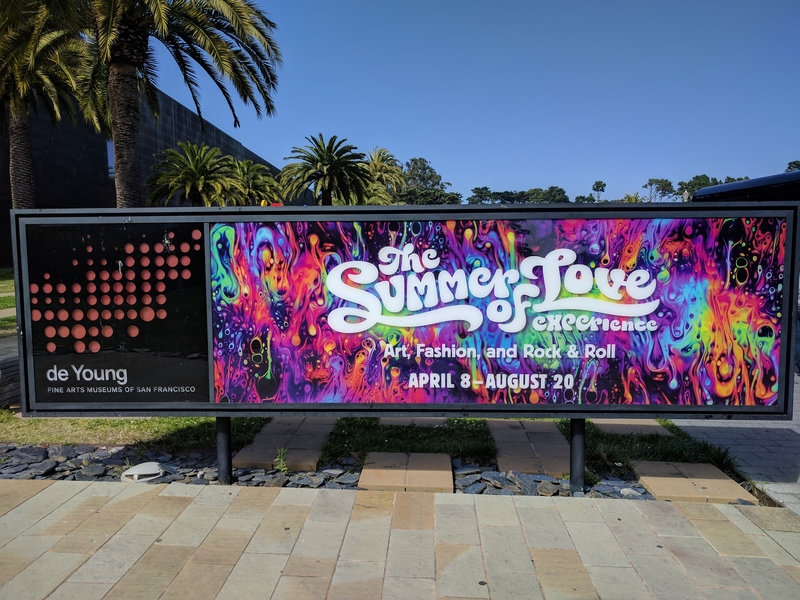 de Young
FINE ARTS MUSEUMS OF SAN FRANCISCO
The
SUMMER OF LOVE
experience
Art, Fashion, and Rock & Roll
APRIL 8–AUGUST 20